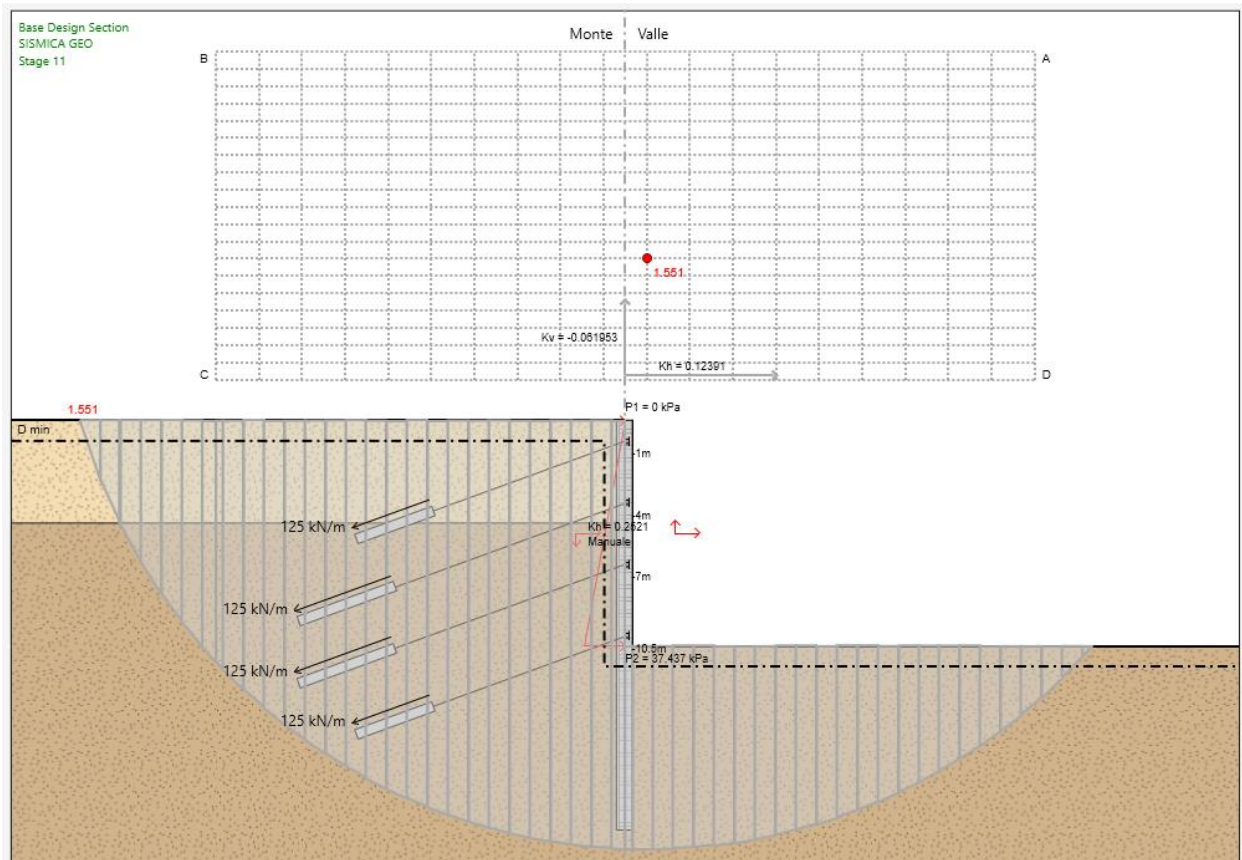 Base Design Section
SISMICA GEO
Stage 11
Monte
Valle
B
A
1.551
Kv = -0.061953
Kh = 0.12391
C
D
1.551
P1 = 0 kPa
D min
-1m
125 kN/m
-4m
Kh = 0.2521
Manuale
-7m
125 kN/m
-10.5m
P2 = 37.437 kPa
125 kN/m
125 kN/m